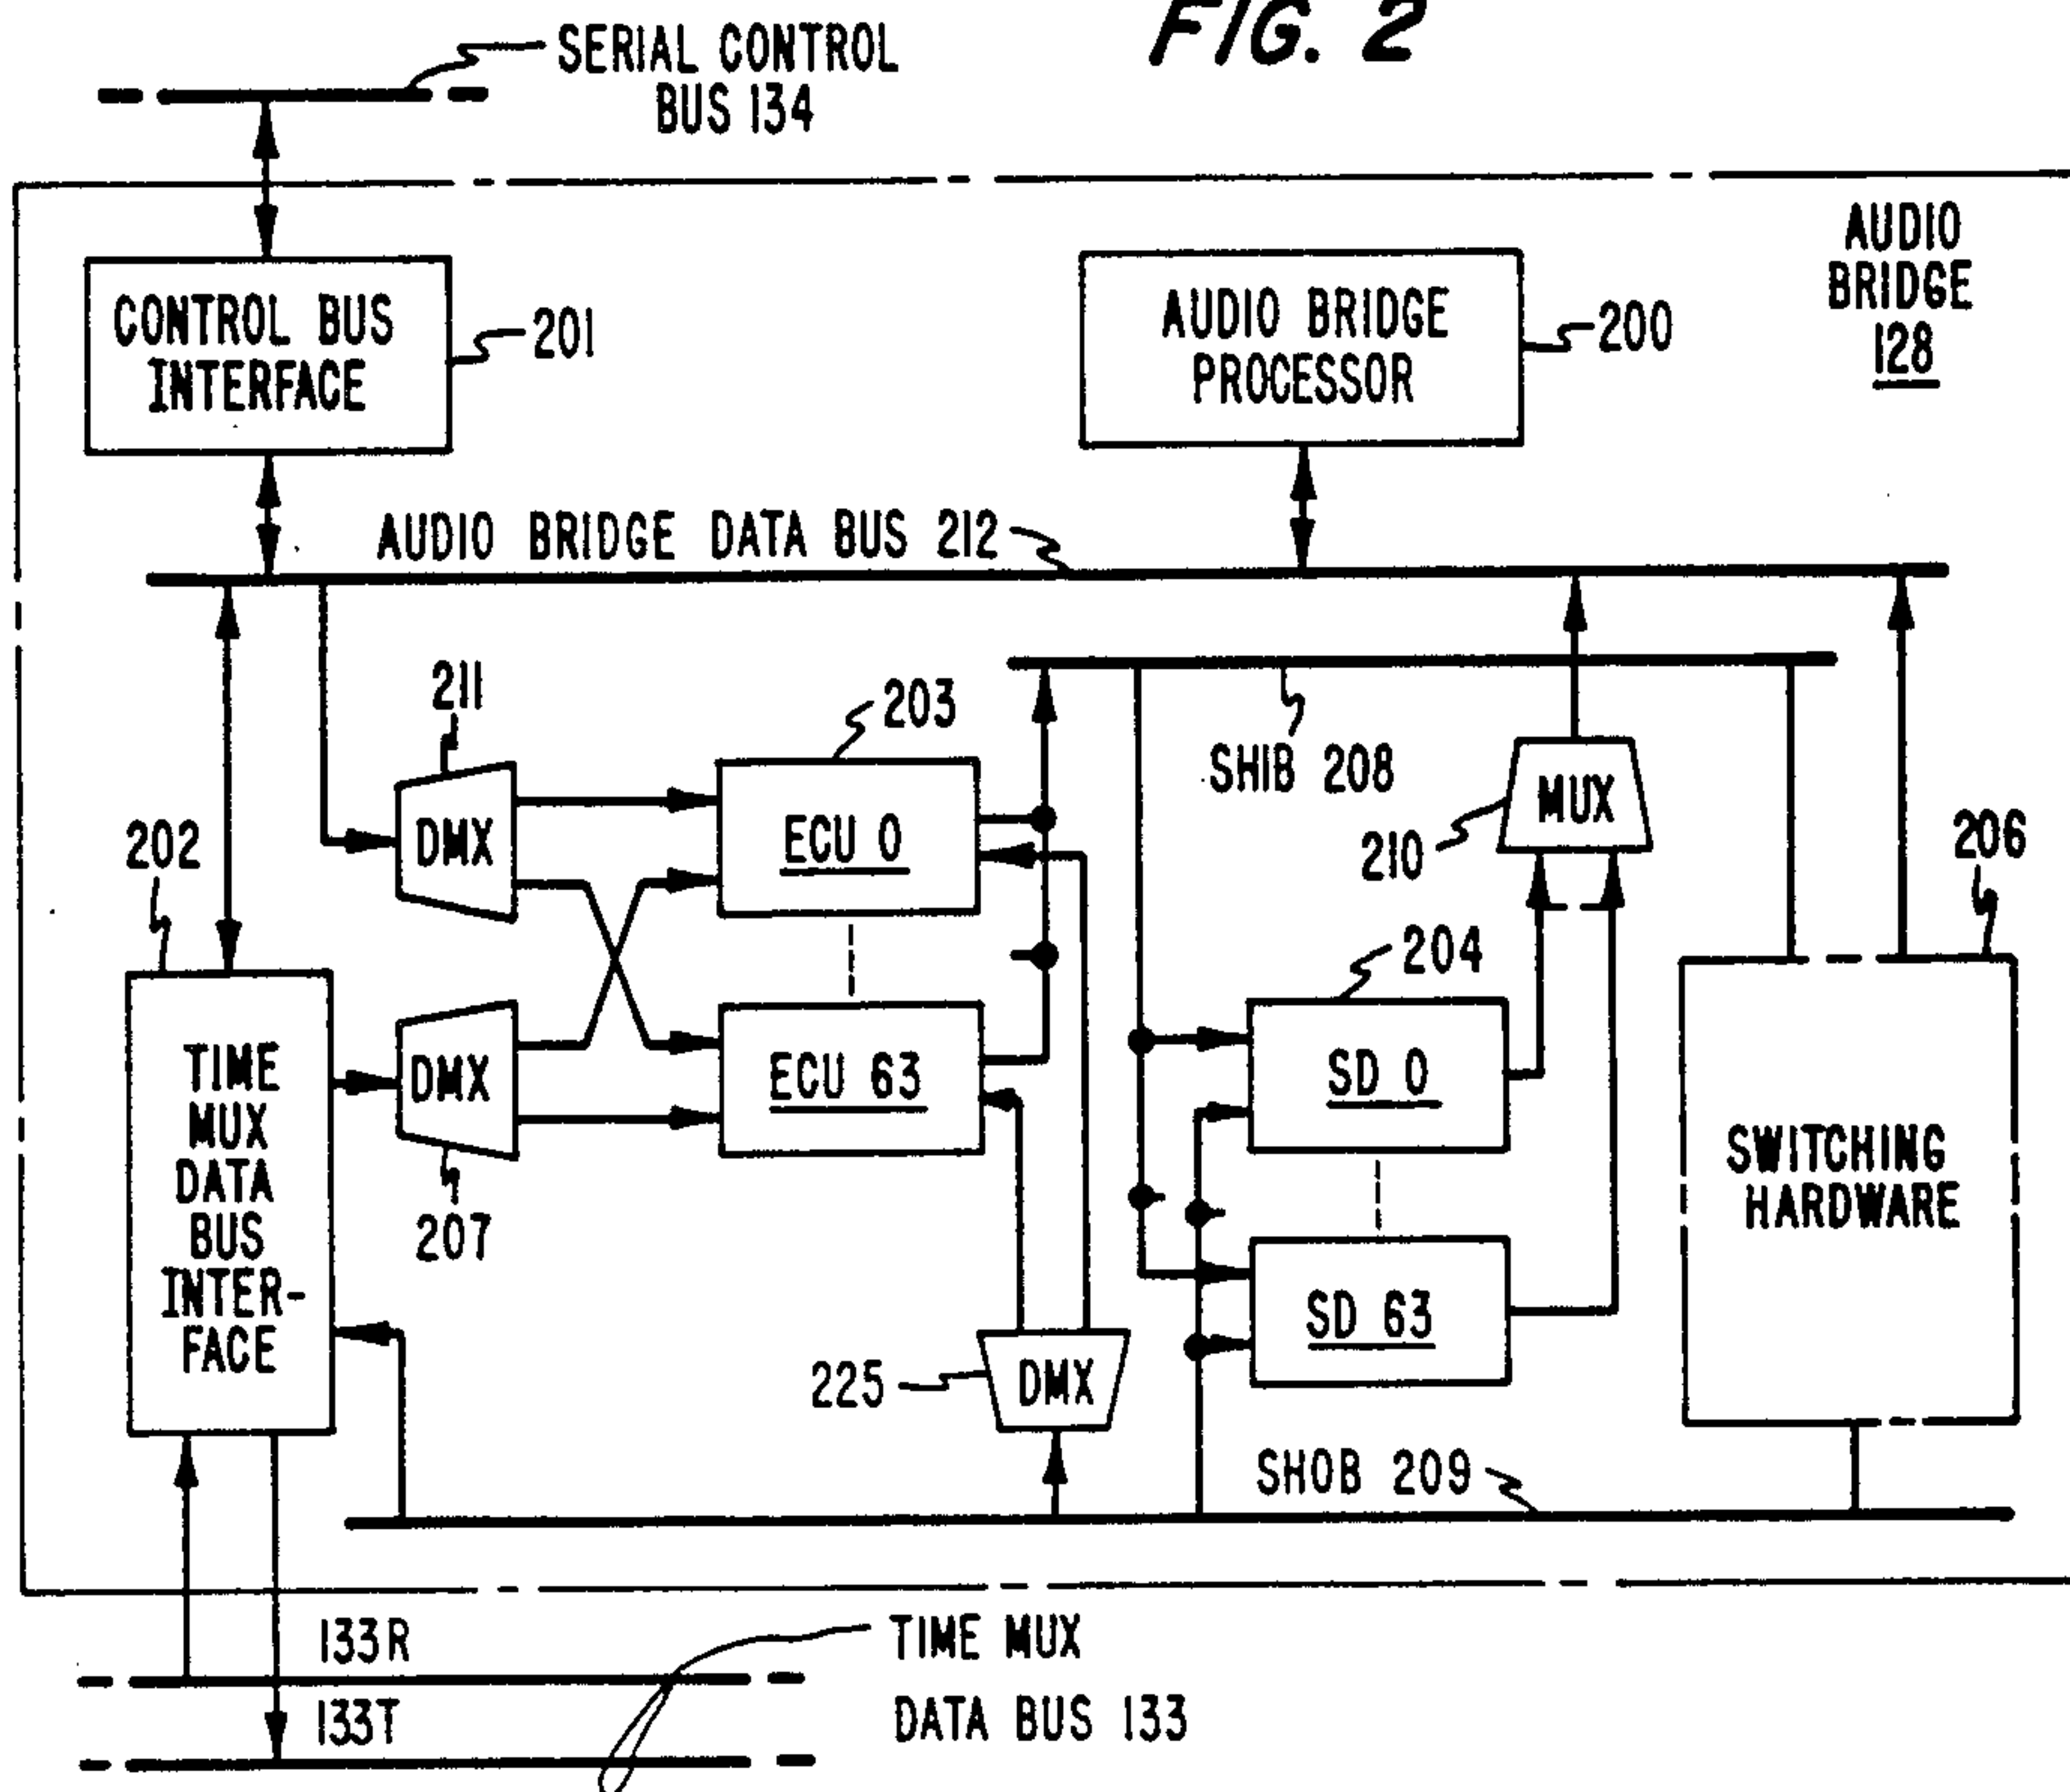 FIG. 2
SERIAL CONTROL
BUS 134
AUDIO
BRIDGE
128
CONTROL BUS
INTERFACE
201
AUDIO BRIDGE
PROCESSOR
200
AUDIO BRIDGE DATA BUS 212
211
203
SHIB 208
MUX
210
206
202
DMX
ECU 0
204
TIME
MUX
DATA
BUS
INTER-
FACE
DMX
207
ECU 63
SD 0
SWITCHING
HARDWARE
SD 63
225
DMX
SHOB 209
133R
133T
TIME MUX
DATA BUS 133